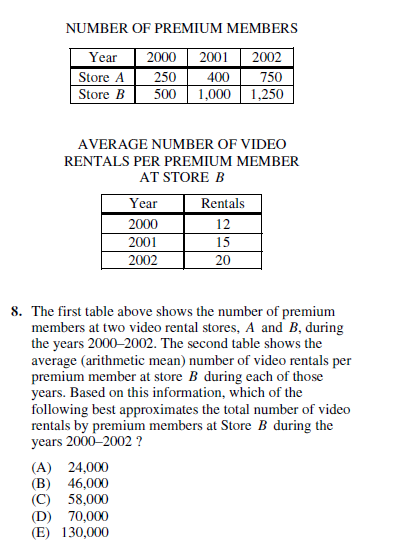 NUMBER OF PREMIUM MEMBERS
Year 2000 2001 2002
Store A 250 400 750
Store B 500 1,000 1,250
AVERAGE NUMBER OF VIDEO
RENTALS PER PREMIUM MEMBER
AT STORE B
Year Rentals
2000 12
2001 15
2002 20
8. The first table above shows the number of premium
members at two video rental stores, A and B, during
the years 2000–2002. The second table shows the
average (arithmetic mean) number of video rentals per
premium member at store B during each of those
years. Based on this information, which of the
following best approximates the total number of video
rentals by premium members at Store B during the
years 2000–2002 ?
(A) 24,000
(B) 46,000
(C) 58,000
(D) 70,000
(E) 130,000